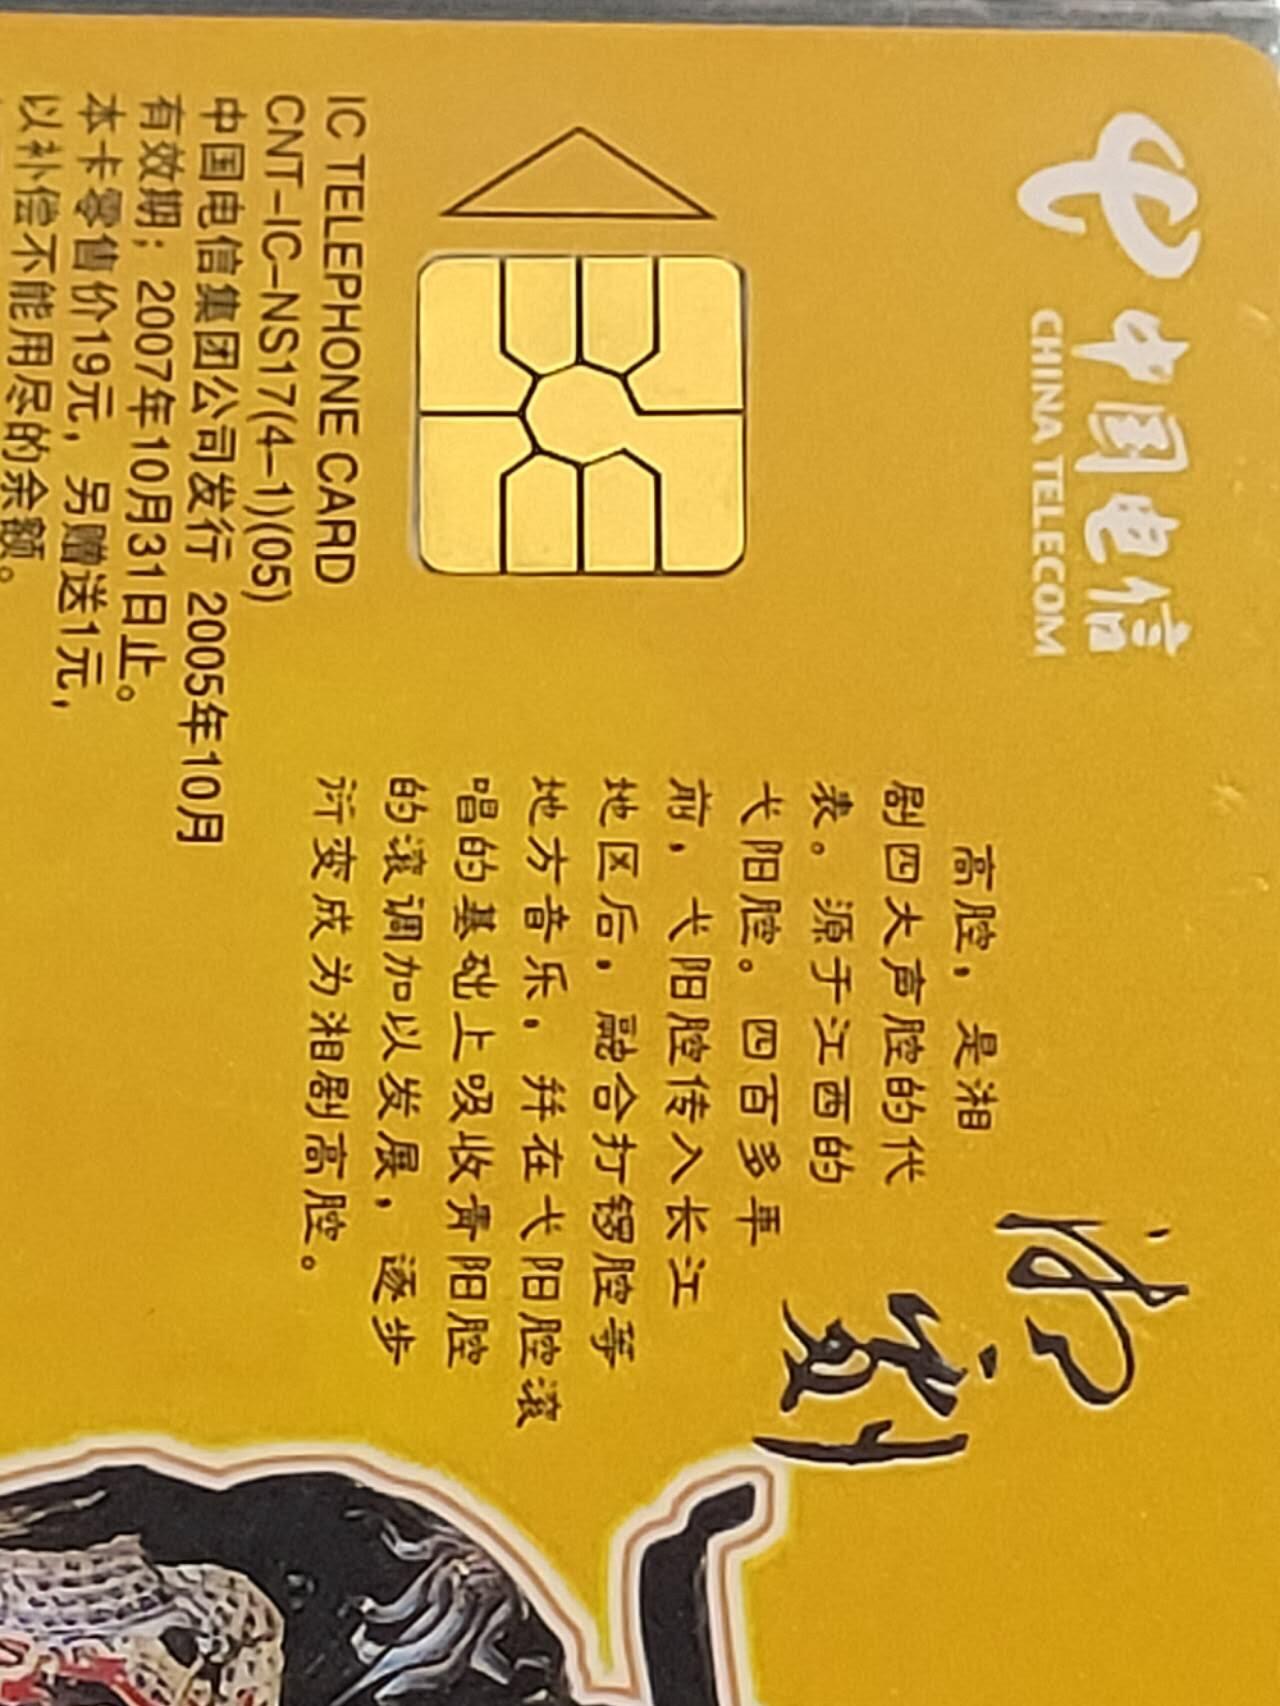 中国电信
CHINA TELECOM
IC TELEPHONE CARD
CNT-IC-NS17(4-1)(05)
中国电信集团公司发行 2005年10月
有效期：2007年10月31日止。
本卡零售价19元，另赠送1元，
以补偿不能用尽的余额。
湘剧
高腔，是湘
剧四大声腔的代
表。源于江西的
弋阳腔。四百多年
前，弋阳腔传入长江
地区后，融合打锣腔等
地方音乐，并在弋阳腔滚
唱的基础上吸收青阳腔
的滚调加以发展，逐步
衍变成为湘剧高腔。